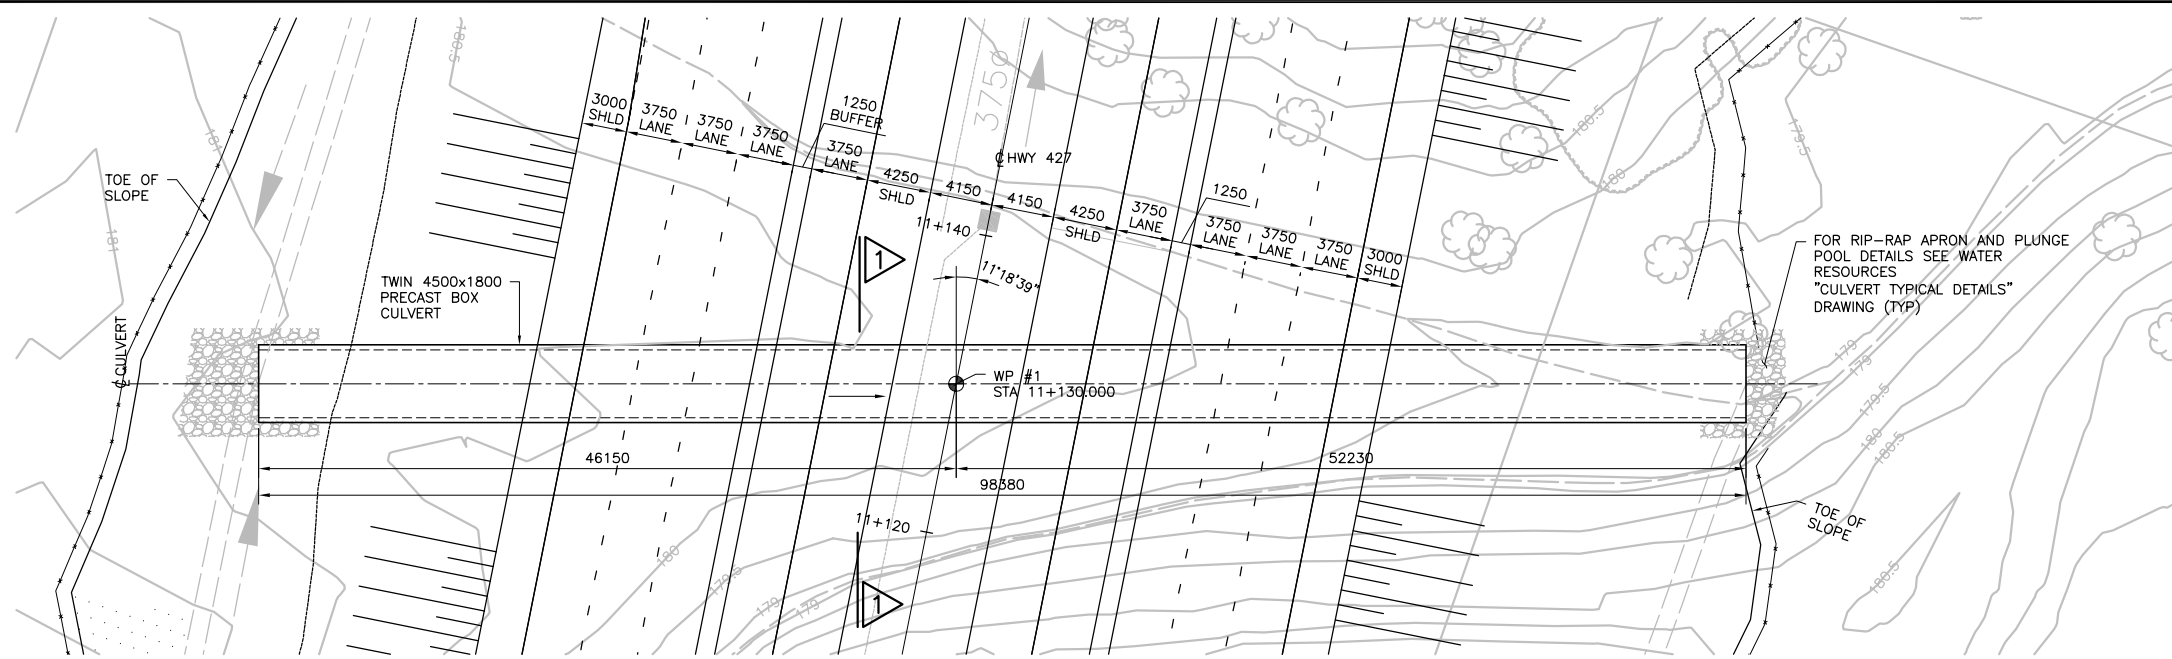 180.5
3000
SHLD
3750
LANE
3750
LANE
3750
LANE
1250
BUFFER
3750
LANE
4250
SHLD
4150
3750
℄ HWY 427
4150
4250
SHLD
3750
LANE
1250
3750
LANE
3750
LANE
3750
LANE
3000
SHLD
180.5
180
179.5
181
181
TOE OF
SLOPE
11+140
1
11°18'39"
TWIN 4500x1800
PRECAST BOX
CULVERT
FOR RIP-RAP APRON AND PLUNGE
POOL DETAILS SEE WATER
RESOURCES
"CULVERT TYPICAL DETAILS"
DRAWING (TYP)
℄ CULVERT
WP #1
STA 11+130.000
179
179
179.5
180
180.5
46150
52230
98380
11+120
TOE OF
SLOPE
180
179.5
179
179
1
180.5